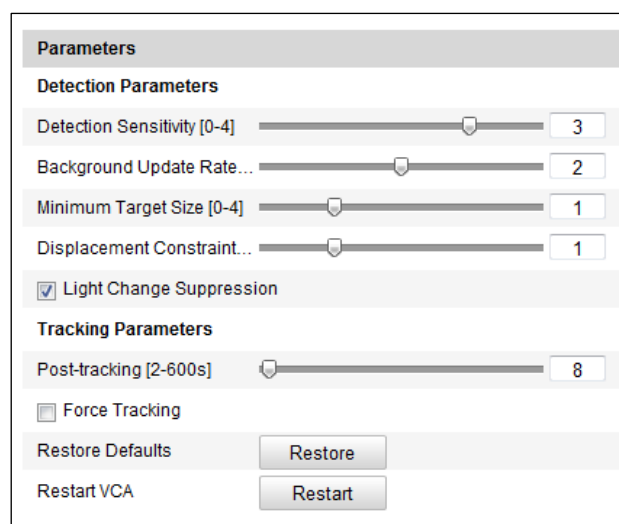 Parameters
Detection Parameters
Detection Sensitivity [0-4] 3
Background Update Rate... 2
Minimum Target Size [0-4] 1
Displacement Constraint... 1
Light Change Suppression
Tracking Parameters
Post-tracking [2-600s] 8
Force Tracking
Restore Defaults Restore
Restart VCA Restart